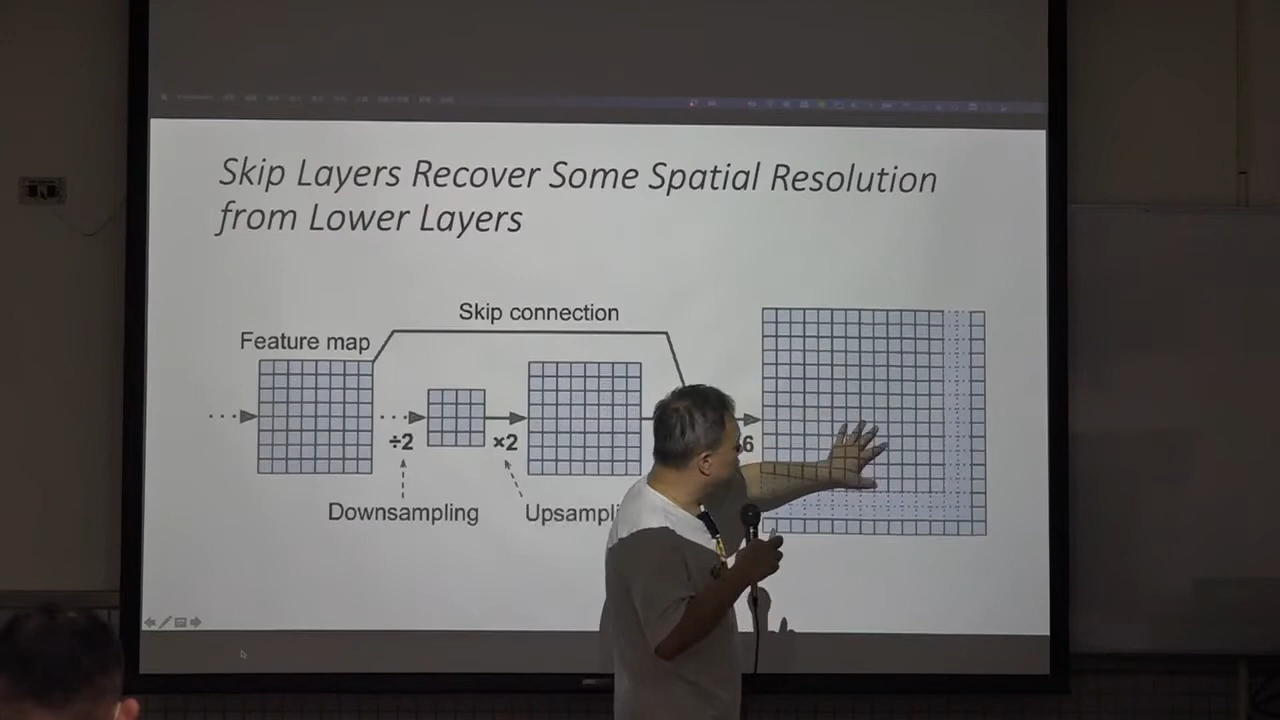 Skip Layers Recover Some Spatial Resolution
from Lower Layers
Skip connection
Feature map
÷2
×2
6
Downsampling
Upsampli